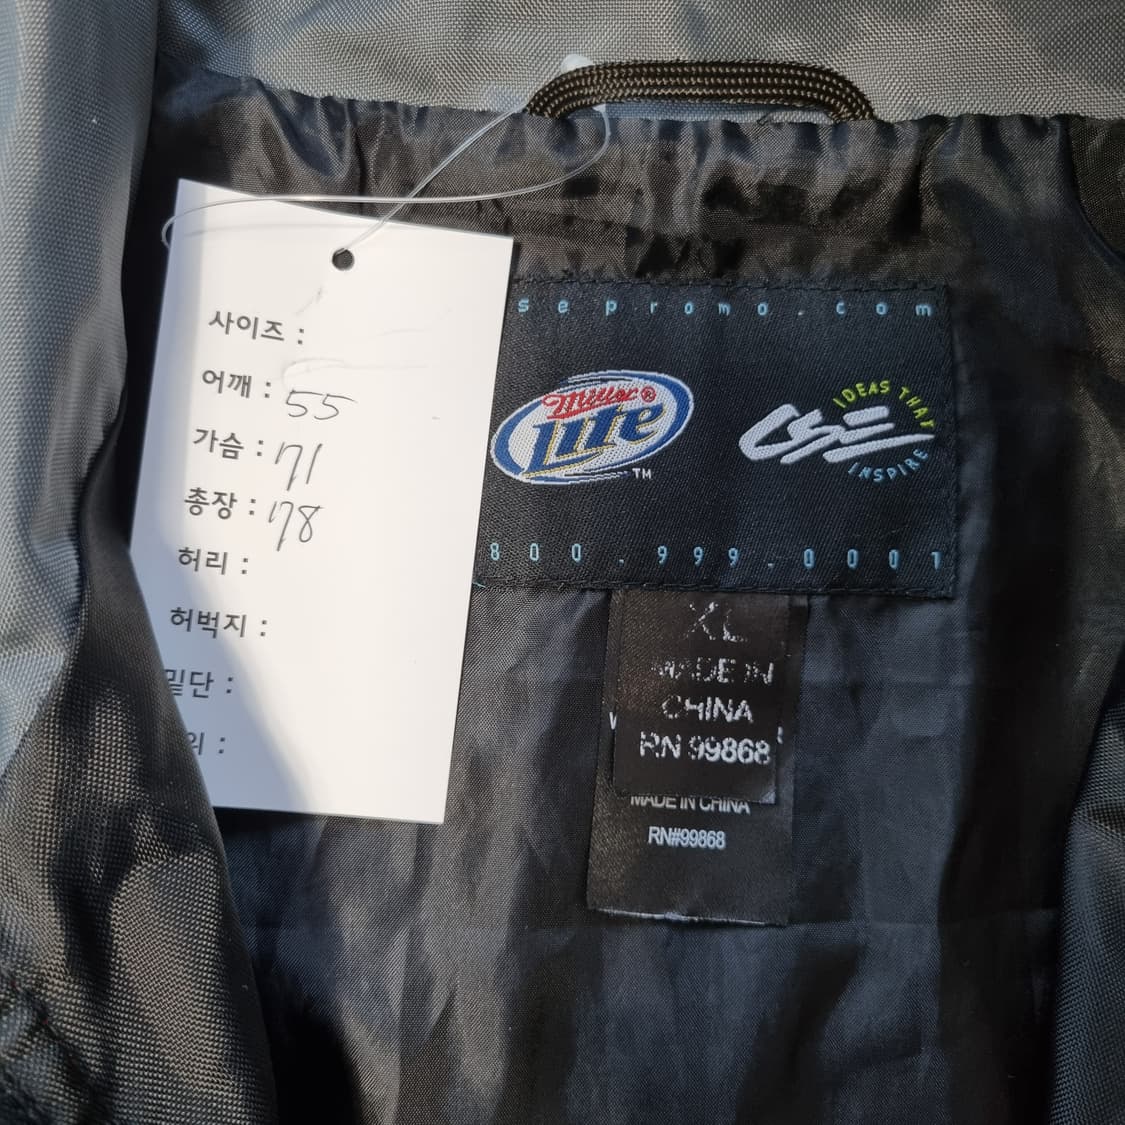 사이즈 :
어깨 : 55
가슴 : 71
총장 : 78
허리 :
허벅지 :
밑단 :
위 :
sepromo.com
Miller®
Lite
TM
CSE
IDEAS THAT
INSPIRE
800.999.0001
XL
MADE IN
CHINA
RN 99868
MADE IN CHINA
RN#99868